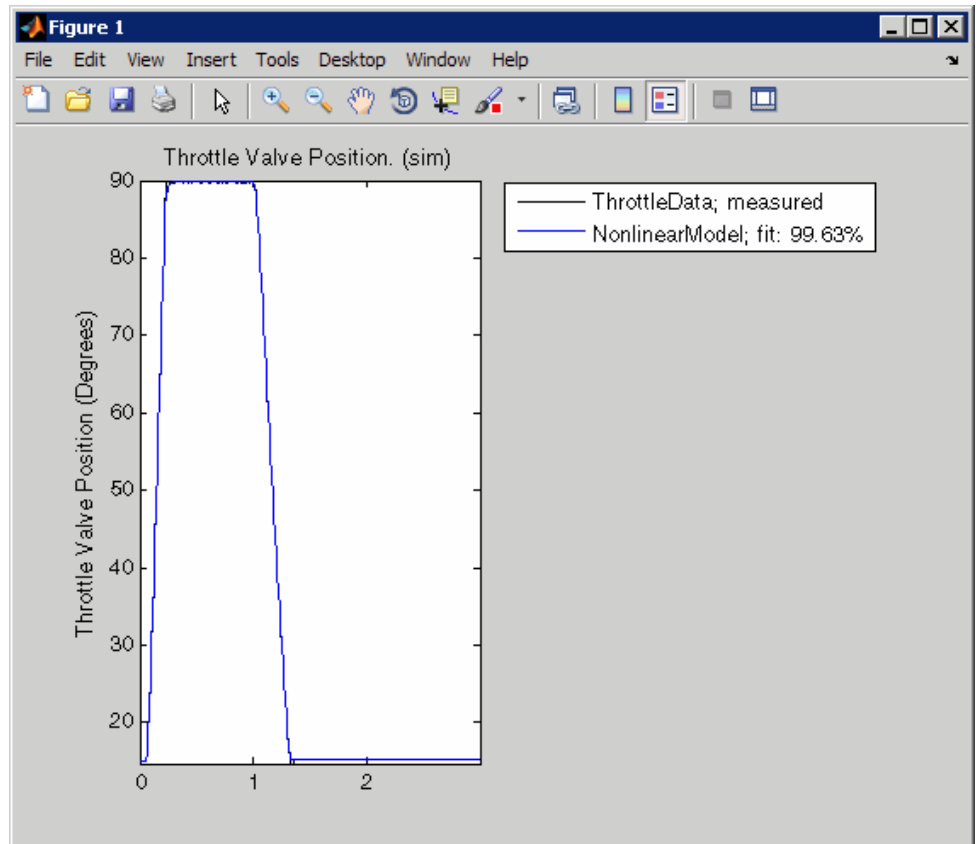 Figure 1
File Edit View Insert Tools Desktop Window Help
Throttle Valve Position. (sim)
ThrottleData; measured
NonlinearModel; fit: 99.63%
Throttle Valve Position (Degrees)
90
80
70
60
50
40
30
20
0 1 2